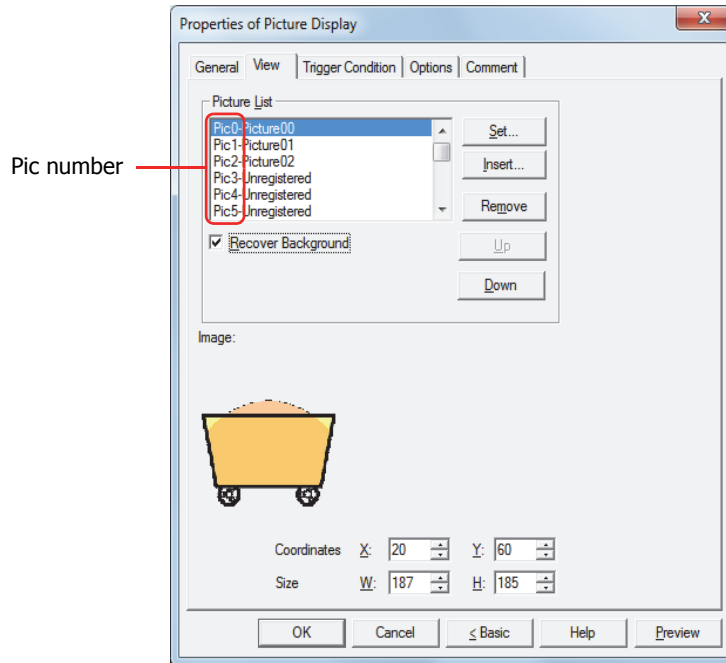 Properties of Picture Display
X
General View Trigger Condition Options Comment
Picture List
Pic0-Picture00
Pic1-Picture01
Pic2-Picture02
Pic3-Unregistered
Pic4-Unregistered
Pic5-Unregistered
Set...
Insert...
Remove
Up
Down
Pic number
Recover Background
Image:
Coordinates X: 20 Y: 60
Size W: 187 H: 185
OK Cancel < Basic Help Preview